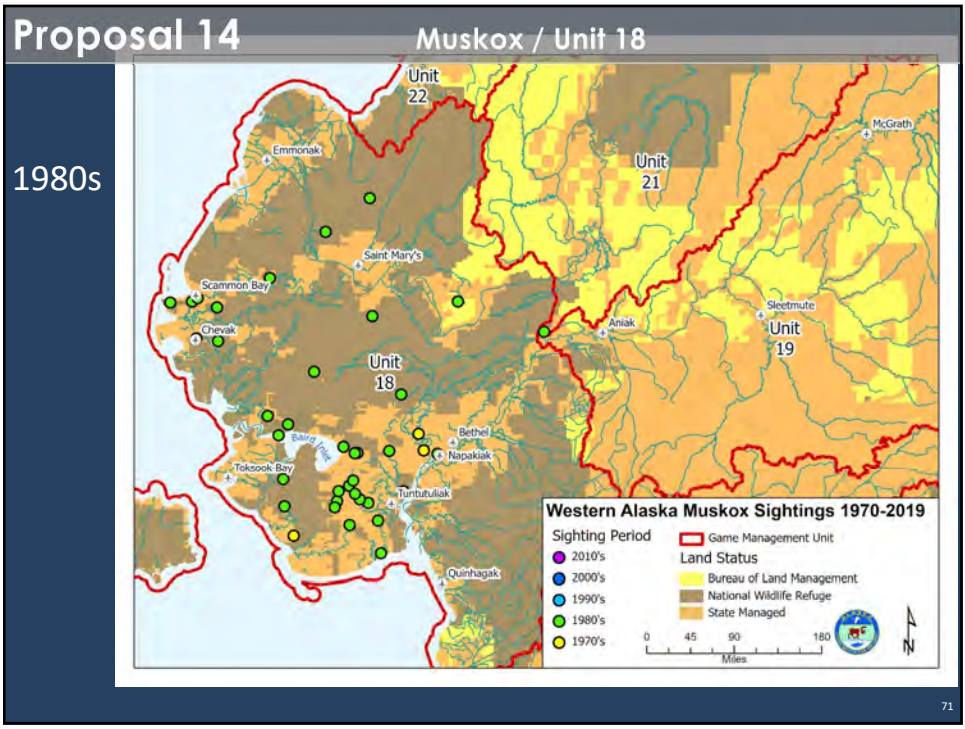 Proposal 14
Muskox / Unit 18
1980s
Unit
22
McGrath
Emmonak
Unit
21
Saint Mary's
Scammon Bay
Sleetmute
Aniak
Unit
19
Chevak
Unit
18
Bethel
Baird Inlet
Napakiak
Toksook Bay
Tuntutuliak
Quinhagak
Western Alaska Muskox Sightings 1970-2019
Sighting Period
2010's
2000's
1990's
1980's
1970's
Game Management Unit
Land Status
Bureau of Land Management
National Wildlife Refuge
State Managed
0 45 90 180
Miles
N
71